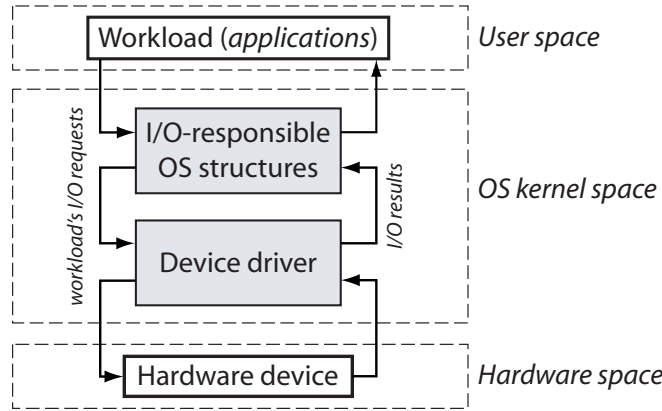 Workload (applications)
User space
I/O-responsible
OS structures
workload's I/O requests
I/O results
OS kernel space
Device driver
Hardware device
Hardware space